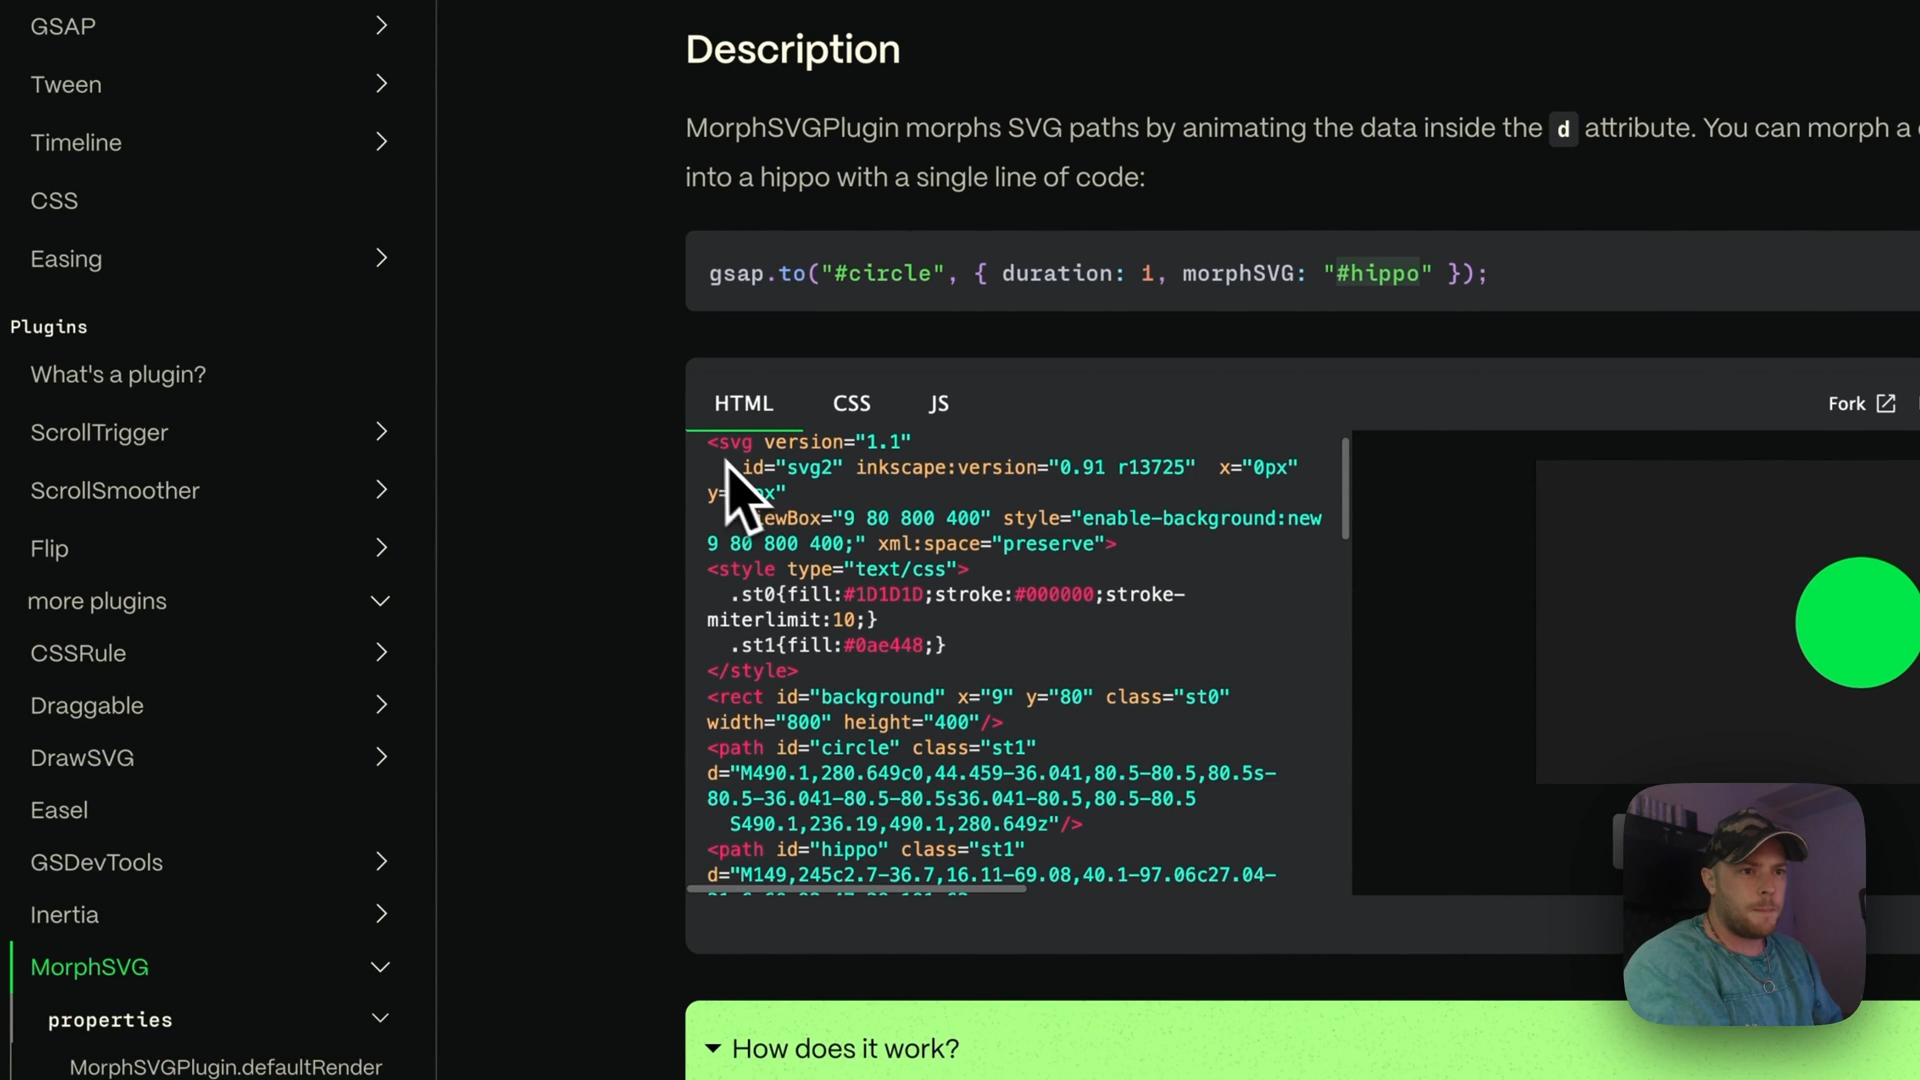 GSAP
Tween
Timeline
CSS
Easing
Plugins
What's a plugin?
ScrollTrigger
ScrollSmoother
Flip
more plugins
CSSRule
Draggable
DrawSVG
Easel
GSDevTools
Inertia
MorphSVG
properties
MorphSVGPlugin.defaultRender
Description
MorphSVGPlugin morphs SVG paths by animating the data inside the d attribute. You can morph a
into a hippo with a single line of code:
gsap.to("#circle", { duration: 1, morphSVG: "#hippo" });
HTML CSS JS Fork
<svg version="1.1"
id="svg2" inkscape:version="0.91 r13725" x="0px"
ewBox="9 80 800 400" style="enable-background:new
9 80 800 400;" xml:space="preserve">
<style type="text/css">
.st0{fill:#1D1D1D;stroke:#000000;stroke-
miterlimit:10;}
.st1{fill:#0ae448;}
</style>
<rect id="background" x="9" y="80" class="st0"
width="800" height="400"/>
<path id="circle" class="st1"
d="M490.1,280.649c0,44.459-36.041,80.5-80.5,80.5s-
80.5-36.041-80.5-80.5s36.041-80.5,80.5-80.5
S490.1,236.19,490.1,280.649z"/>
<path id="hippo" class="st1"
d="M149,245c2.7-36.7,16.11-69.08,40.1-97.06c27.04-
How does it work?